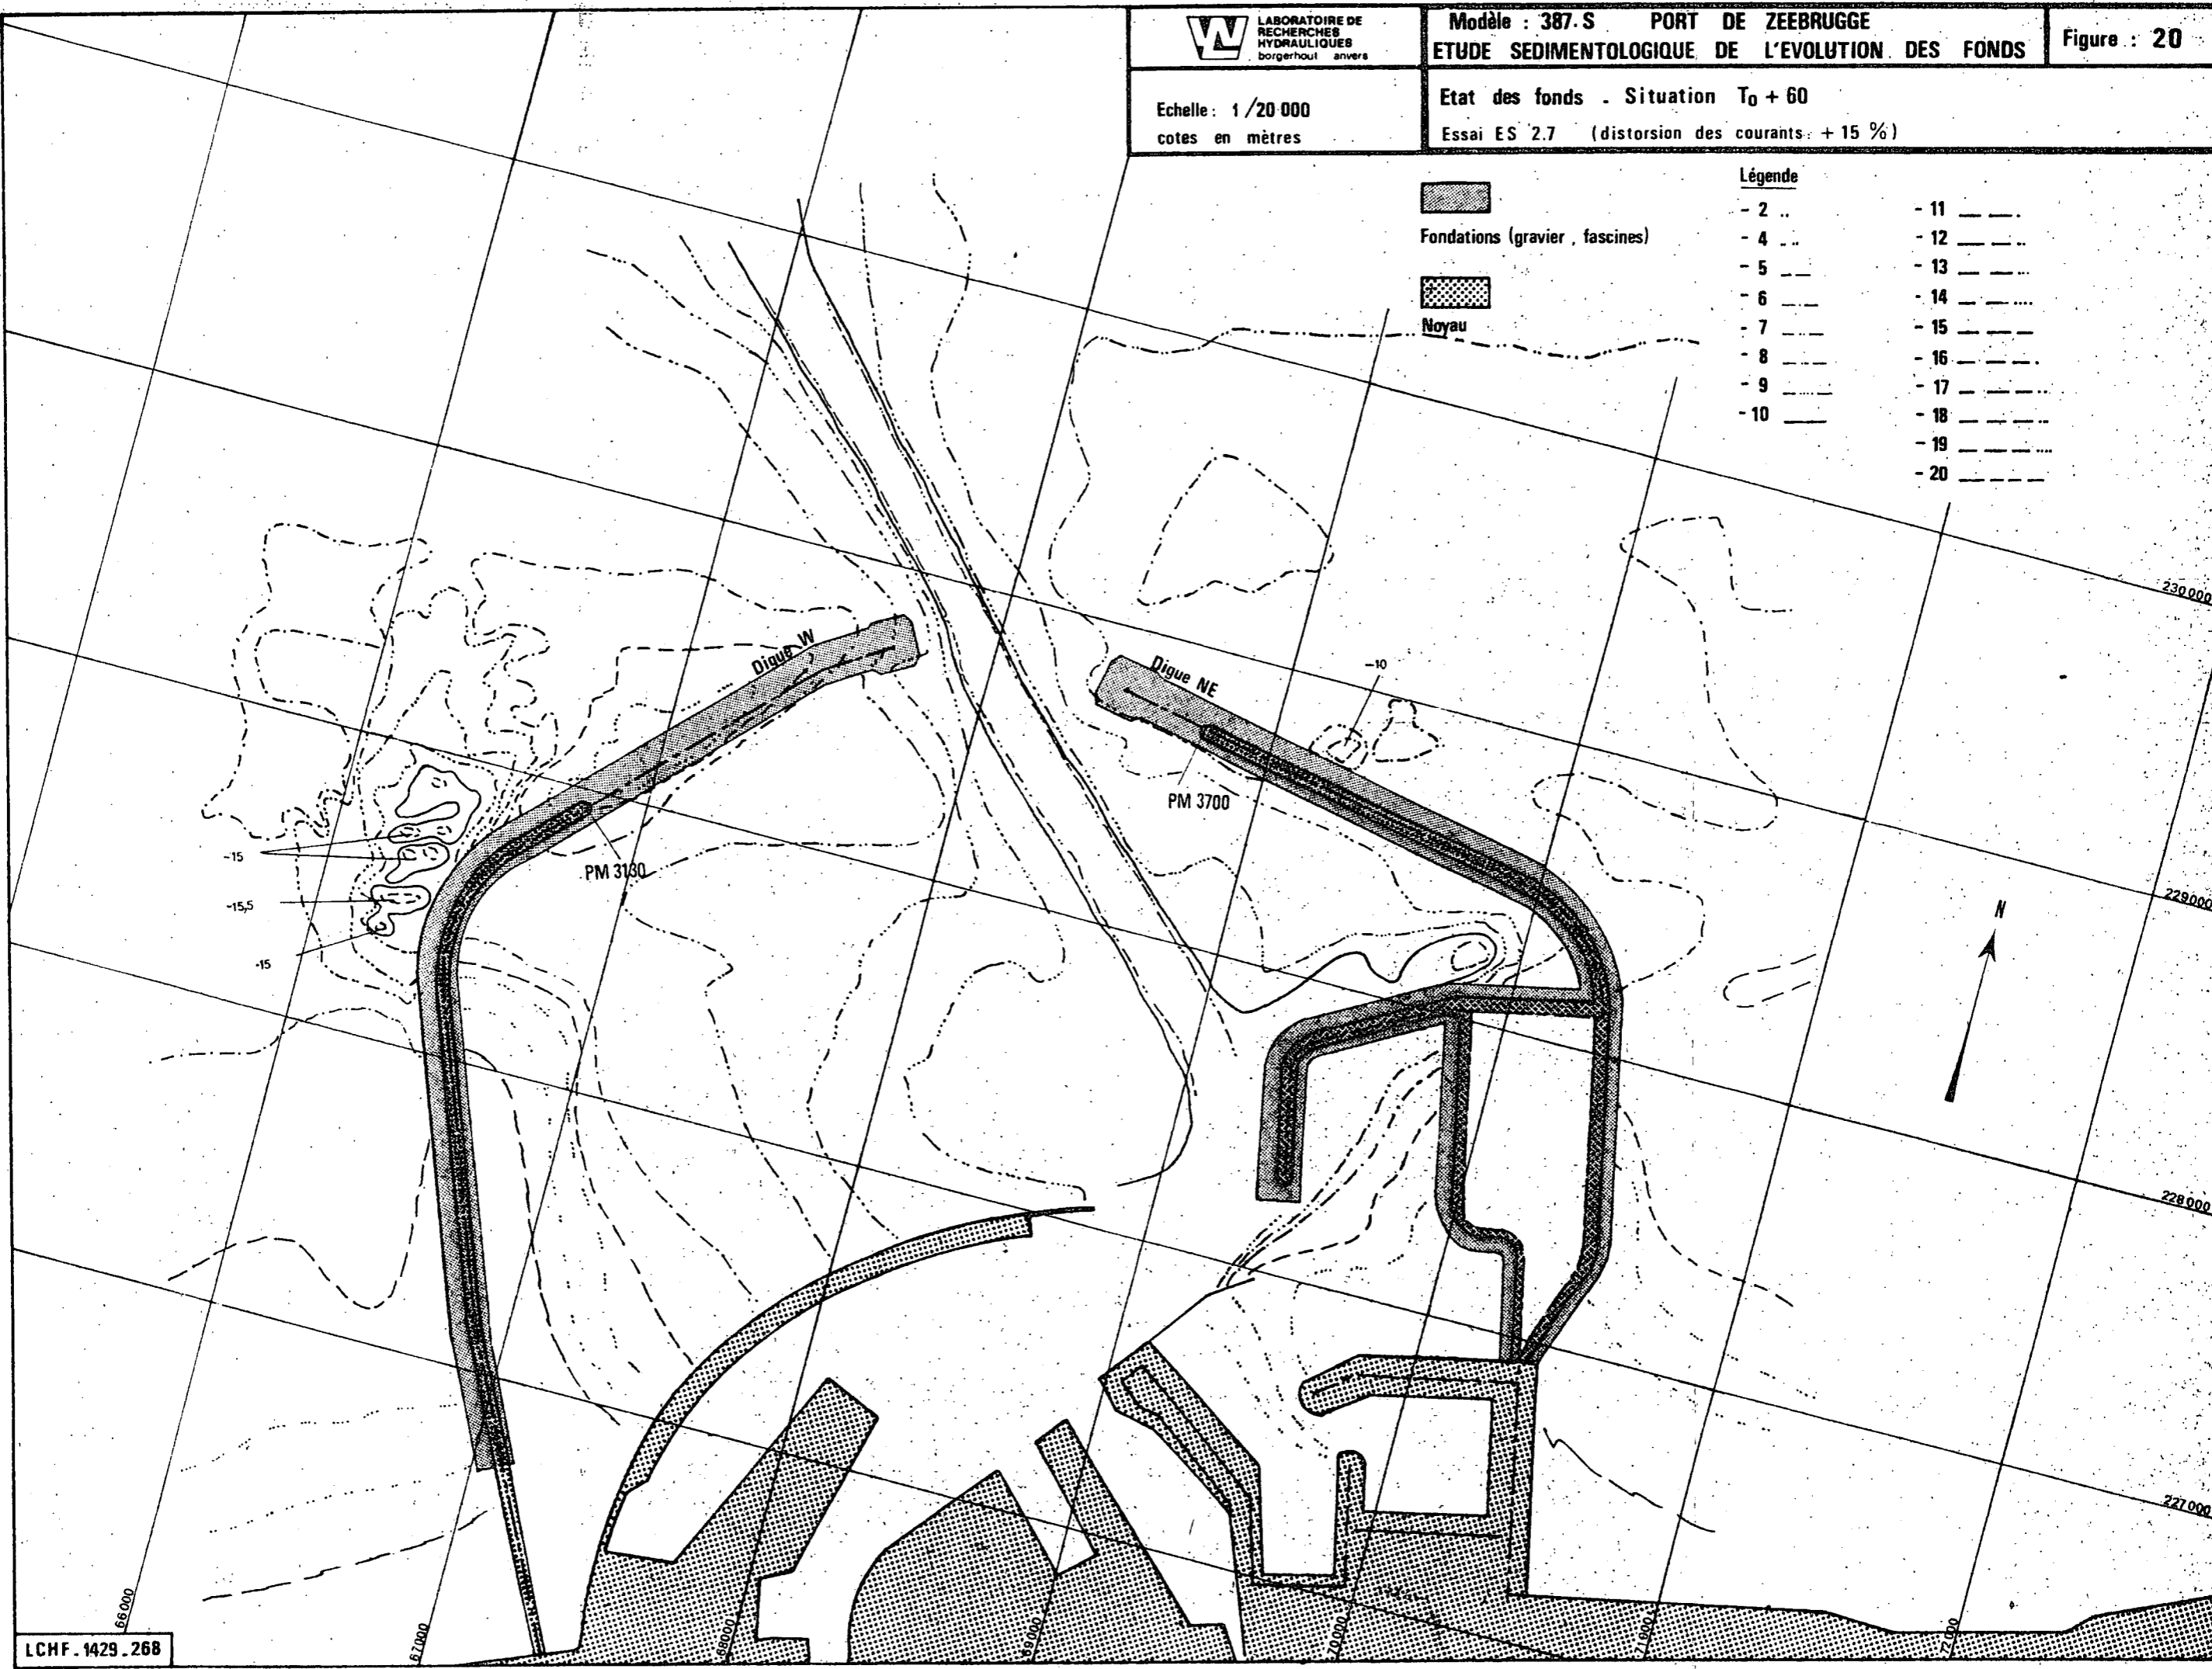 LABORATOIRE DE
RECHERCHES
HYDRAULIQUES
borgerhout anvers
Modèle : 387.S PORT DE ZEEBRUGGE
ETUDE SEDIMENTOLOGIQUE DE L'EVOLUTION DES FONDS
Figure : 20
Echelle : 1/20 000
cotes en mètres
Etat des fonds - Situation T₀ + 60
Essai ES 2.7 (distorsion des courants : + 15 %)
Légende
Fondations (gravier , fascines)
Noyau
- 2
- 4
- 5
- 6
- 7
- 8
- 9
- 10
- 11
- 12
- 13
- 14
- 15
- 16
- 17
- 18
- 19
- 20
230 000
Digue W
Digue NE
-10
PM 3700
PM 3130
-15
-15,5
-15
229 000
N
228 000
227 000
66 000
67 000
68 000
69 000
70 000
71 000
72 000
LCHF.1429.268